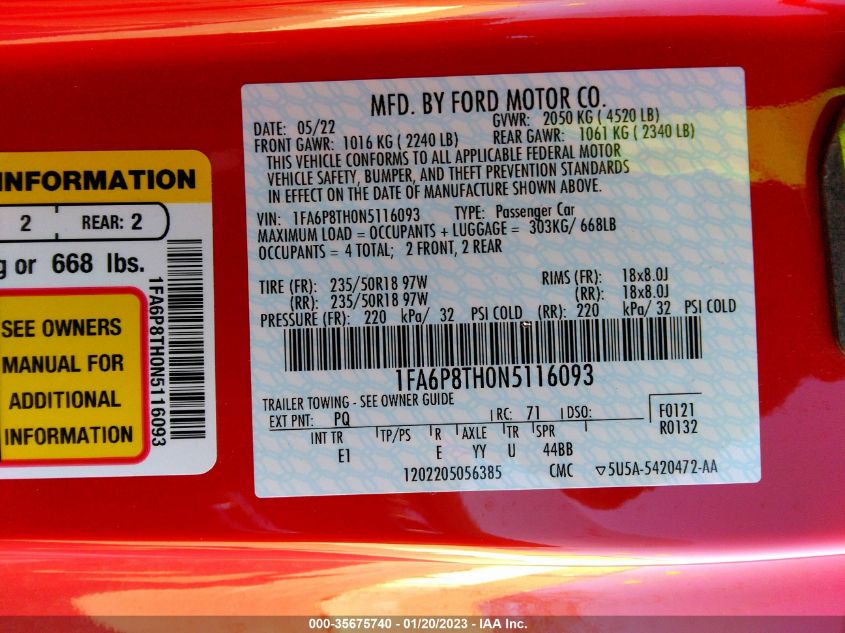 INFORMATION
2 REAR: 2
g or 668 lbs.
SEE OWNERS
MANUAL FOR
ADDITIONAL
INFORMATION
1FA6P8TH0N5116093
MFD. BY FORD MOTOR CO.
DATE: 05/22 GVWR: 2050 KG ( 4520 LB)
FRONT GAWR: 1016 KG ( 2240 LB) REAR GAWR: 1061 KG ( 2340 LB)
THIS VEHICLE CONFORMS TO ALL APPLICABLE FEDERAL MOTOR
VEHICLE SAFETY, BUMPER, AND THEFT PREVENTION STANDARDS
IN EFFECT ON THE DATE OF MANUFACTURE SHOWN ABOVE.
VIN: 1FA6P8TH0N5116093 TYPE: Passenger Car
MAXIMUM LOAD = OCCUPANTS + LUGGAGE = 303KG/ 668LB
OCCUPANTS = 4 TOTAL; 2 FRONT, 2 REAR
TIRE (FR): 235/50R18 97W RIMS (FR): 18x8.0J
(RR): 235/50R18 97W (RR): 18x8.0J
PRESSURE (FR): 220 kPa/ 32 PSI COLD (RR): 220 kPa/ 32 PSI COLD
1FA6P8TH0N5116093
TRAILER TOWING - SEE OWNER GUIDE
EXT PNT: PQ RC: 71 DSO: F0121
R0132
INT TR TP/PS R AXLE TR SPR
E1 E YY U 44BB
1202205056385 CMC ▽5U5A-5420472-AA
000-35675740 - 01/20/2023 - IAA Inc.